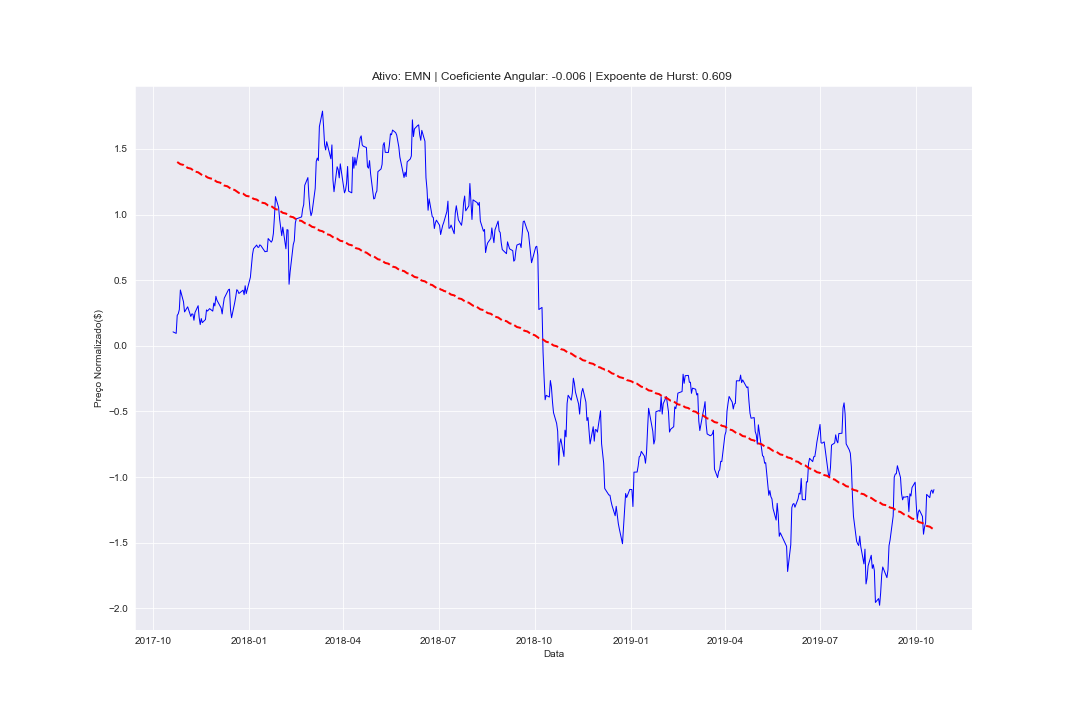 Ativo: EMN | Coeficiente Angular: -0.006 | Expoente de Hurst: 0.609
Preço Normalizado($)
1.5
1.0
0.5
0.0
−0.5
−1.0
−1.5
−2.0
2017-10 2018-01 2018-04 2018-07 2018-10 2019-01 2019-04 2019-07 2019-10
Data